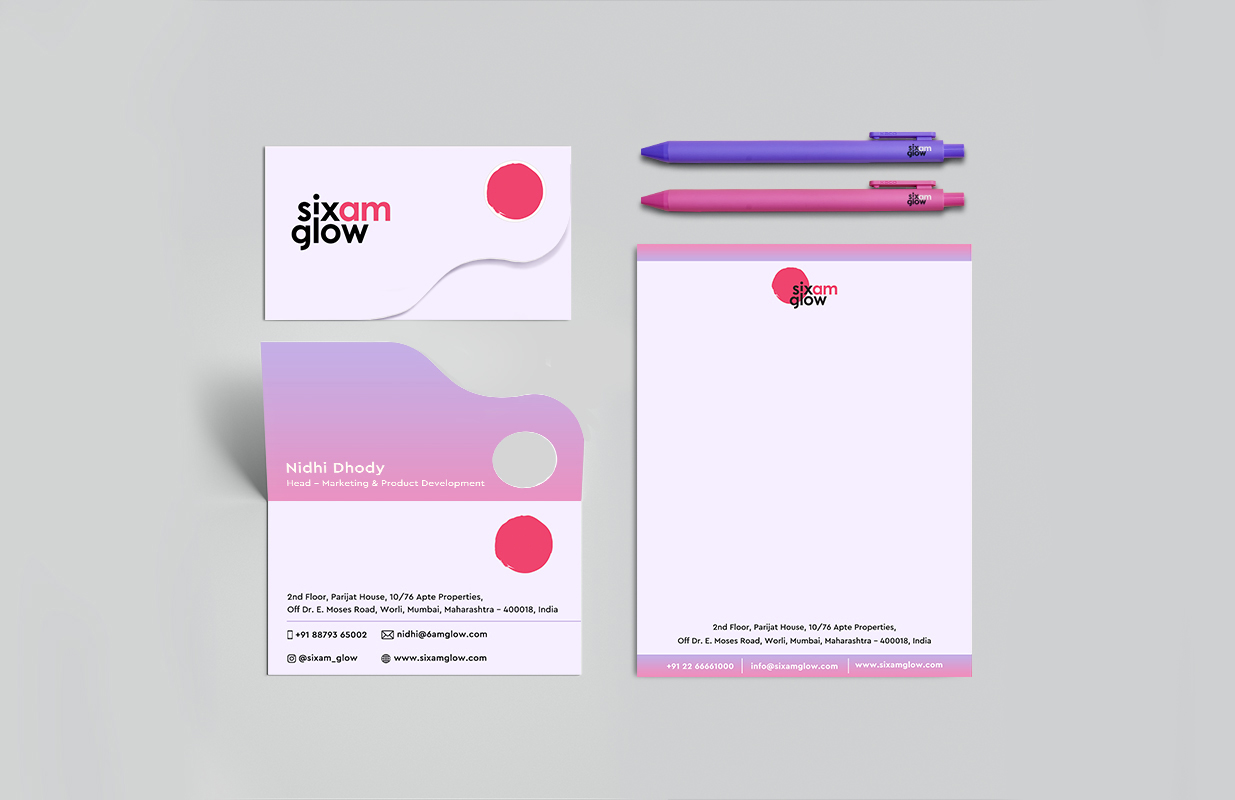 sixam
glow
Nidhi Dhody
Head – Marketing & Product Development
2nd Floor, Parijat House, 10/76 Apte Properties,
Off Dr. E. Moses Road, Worli, Mumbai, Maharashtra – 400018, India
+91 88793 65002 nidhi@6amglow.com
@sixam_glow www.sixamglow.com
sixam
glow
sixam
glow
sixam
glow
2nd Floor, Parijat House, 10/76 Apte Properties,
Off Dr. E. Moses Road, Worli, Mumbai, Maharashtra – 400018, India
+91 22 66661000 info@sixamglow.com www.sixamglow.com